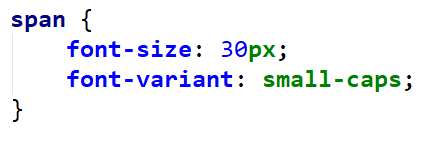 span {
    font-size: 30px;
    font-variant: small-caps;
}